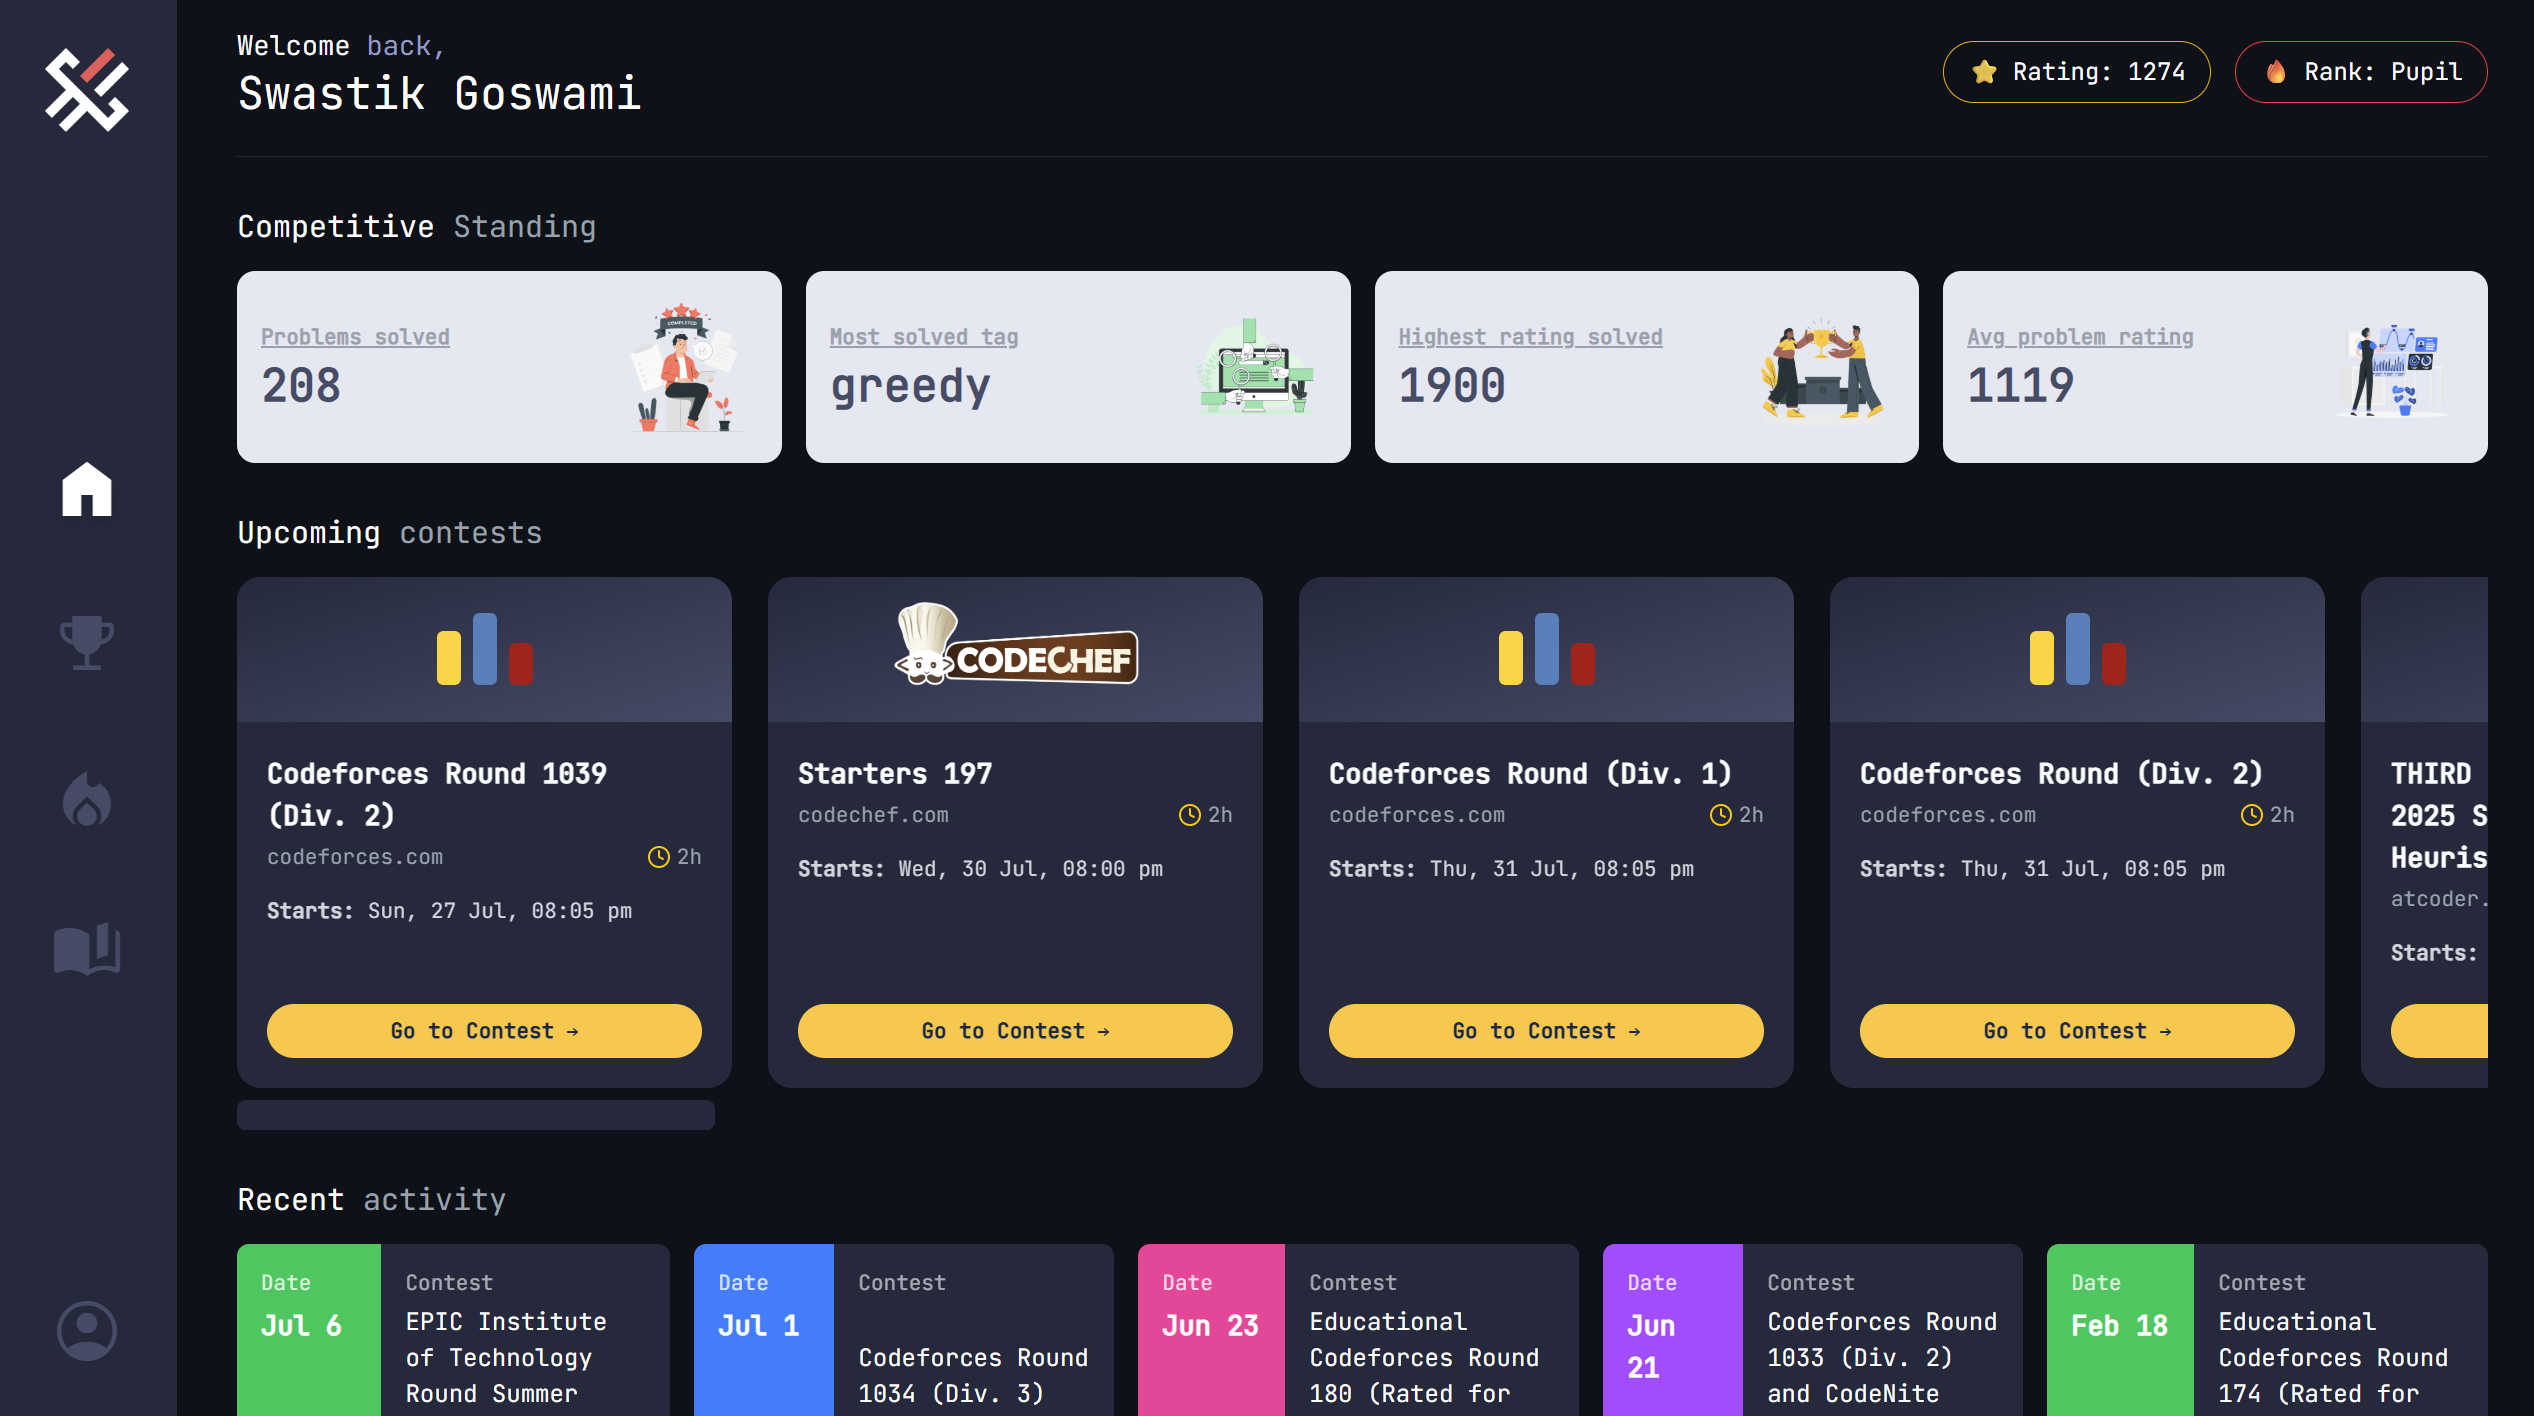 Welcome back,
Swastik Goswami
Rating: 1274
Rank: Pupil
Competitive Standing
Problems solved
208
COMPLETED
Most solved tag
greedy
Highest rating solved
1900
Avg problem rating
1119
Upcoming contests
Codeforces Round 1039
(Div. 2)
codeforces.com
2h
Starts: Sun, 27 Jul, 08:05 pm
Go to Contest →
CODECHEF
Starters 197
codechef.com
2h
Starts: Wed, 30 Jul, 08:00 pm
Go to Contest →
Codeforces Round (Div. 1)
codeforces.com
2h
Starts: Thu, 31 Jul, 08:05 pm
Go to Contest →
Codeforces Round (Div. 2)
codeforces.com
2h
Starts: Thu, 31 Jul, 08:05 pm
Go to Contest →
THIRD
2025 S
Heuris
atcoder.
Starts:
Recent activity
Date
Jul 6
Contest
EPIC Institute
of Technology
Round Summer
Date
Jul 1
Contest
Codeforces Round
1034 (Div. 3)
Date
Jun 23
Contest
Educational
Codeforces Round
180 (Rated for
Date
Jun
21
Contest
Codeforces Round
1033 (Div. 2)
and CodeNite
Date
Feb 18
Contest
Educational
Codeforces Round
174 (Rated for